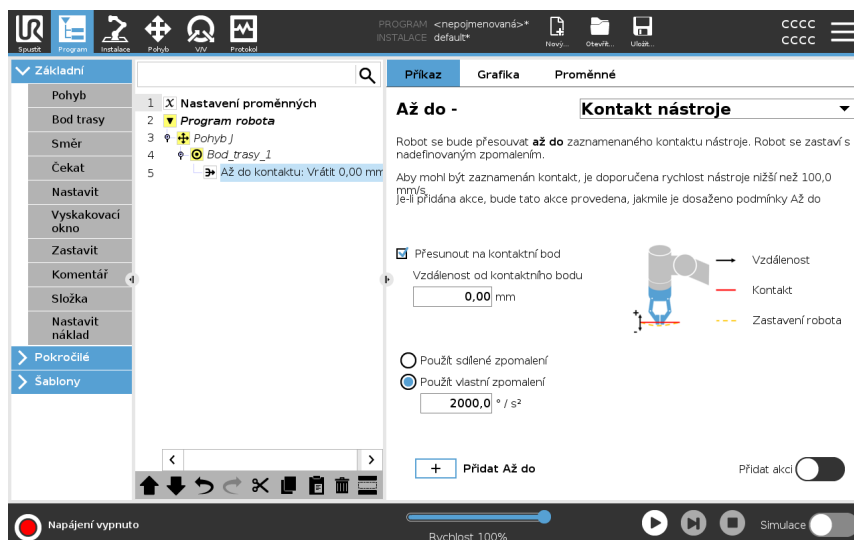 UR
PROGRAM <nepojmenovaná>*
INSTALACE default*
Spustit
Program
Instalace
Pohyb
V/V
Protokol
Nový...
Otevřít...
Uložit...
CCCC
CCCC
Základní
Pohyb
Bod trasy
Směr
Čekat
Nastavit
Vyskakovací
okno
Zastavit
Komentář
Složka
Nastavit
náklad
Pokročilé
Šablony
1 X Nastavení proměnných
2 Program robota
3 Pohyb J
4 Bod_trasy_1
5 Až do kontaktu: Vrátit 0,00 mm
Příkaz
Grafika
Proměnné
Až do -
Kontakt nástroje
Robot se bude přesouvat až do zaznamenaného kontaktu nástroje. Robot se zastaví s
nadefinovaným zpomalením.
Aby mohl být zaznamenán kontakt, je doporučena rychlost nástroje nižší než 100,0
mm/s
Je-li přidána akce, bude tato akce provedena, jakmile je dosaženo podmínky Až do
Přesunout na kontaktní bod
Vzdálenost od kontaktního bodu
0,00 mm
+
-
Vzdálenost
Kontakt
Zastavení robota
Použít sdílené zpomalení
Použít vlastní zpomalení
2000,0 ° / s²
+ Přidat Až do
Přidat akci
Napájení vypnuto
Rychlost 100%
Simulace